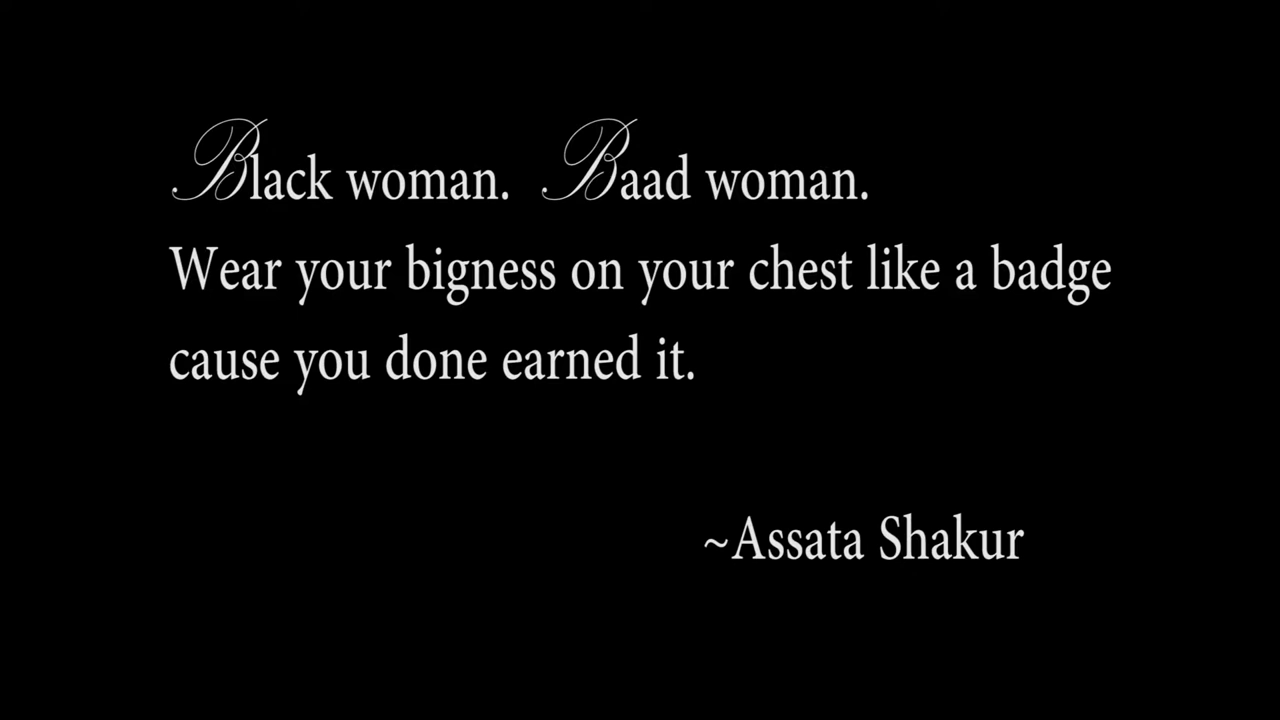 Black woman. Baad woman.
Wear your bigness on your chest like a badge
cause you done earned it.
~Assata Shakur